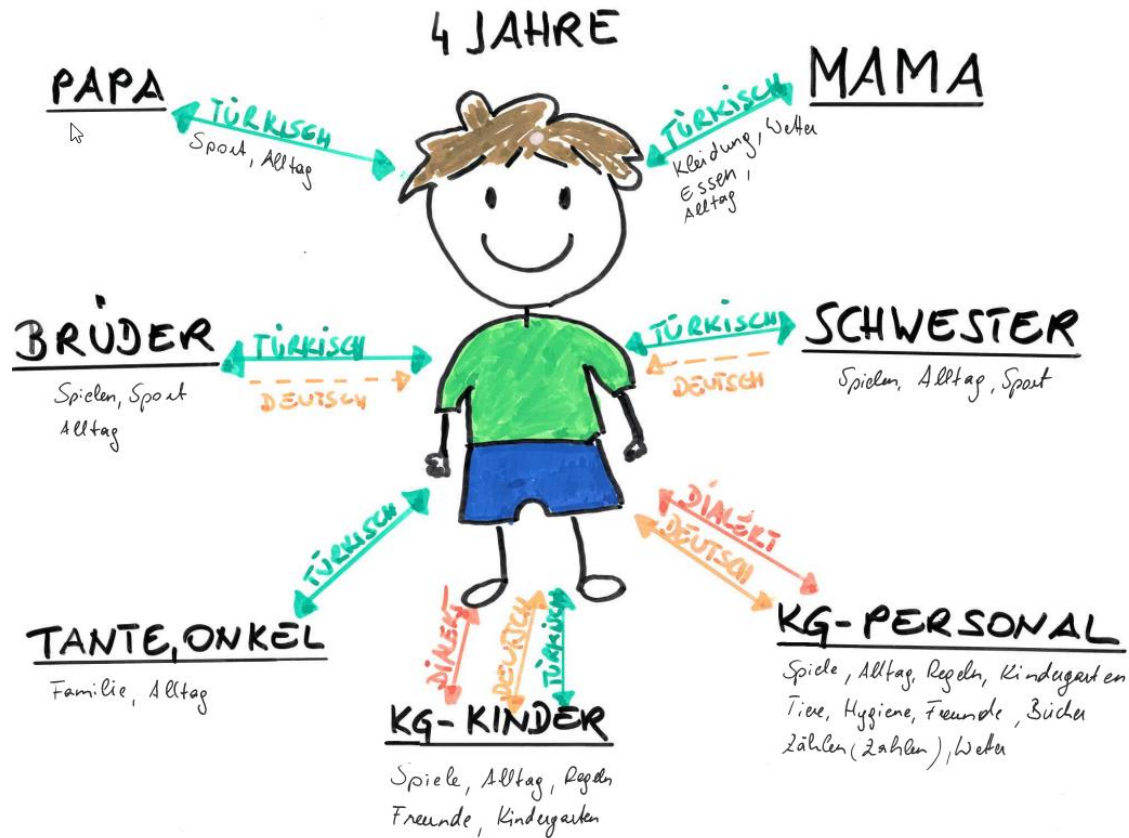 4 JAHRE
PAPA
TÜRKISCH
Sport, Alltag
MAMA
TÜRKISCH
Kleidung, Wetter
Essen,
Alltag
BRÜDER
TÜRKISCH
DEUTSCH
Spielen, Sport
Alltag
SCHWESTER
TÜRKISCH
DEUTSCH
Spielen, Alltag, Sport
TÜRKISCH
TANTE, ONKEL
Familie, Alltag
DIALEKT
DEUTSCH
TÜRKISCH
KG-KINDER
Spiele, Alltag, Regeln
Freunde, Kindergarten
DIALEKT
DEUTSCH
KG-PERSONAL
Spiele, Alltag, Regeln, Kindergarten
Tiere, Hygiene, Freunde, Bücher
Zählen (Zahlen), Wetter